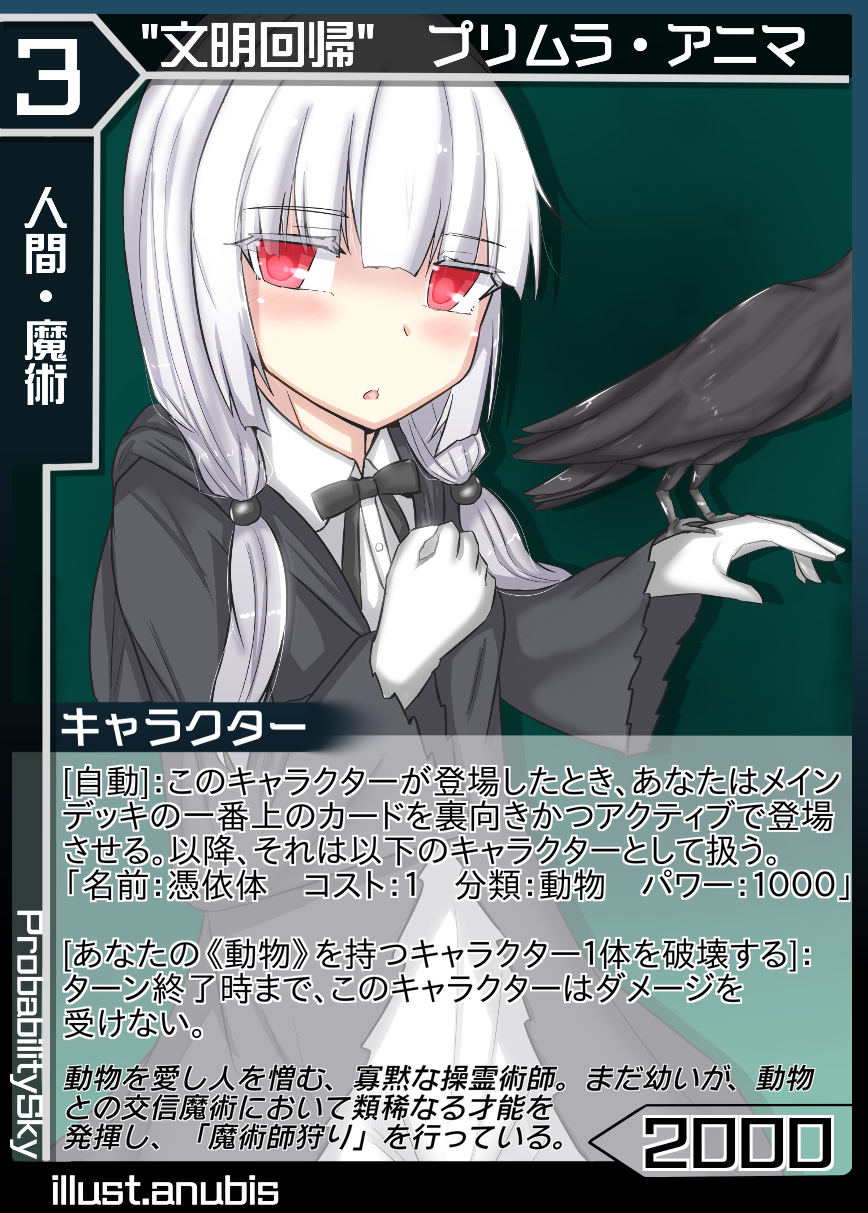 3
"文明回帰" プリムラ・アニマ
人間・魔術
キャラクター
[自動]:このキャラクターが登場したとき、あなたはメイン
デッキの一番上のカードを裏向きかつアクティブで登場
させる。以降、それは以下のキャラクターとして扱う。
「名前:憑依体 コスト:1 分類:動物 パワー:1000」
[あなたの《動物》を持つキャラクター1体を破壊する]:
ターン終了時まで、このキャラクターはダメージを
受けない。
動物を愛し人を憎む、寡黙な操霊術師。まだ幼いが、動物
との交信魔術において類稀なる才能を
発揮し、「魔術師狩り」を行っている。
2000
ProbabilitySky
illust.anubis